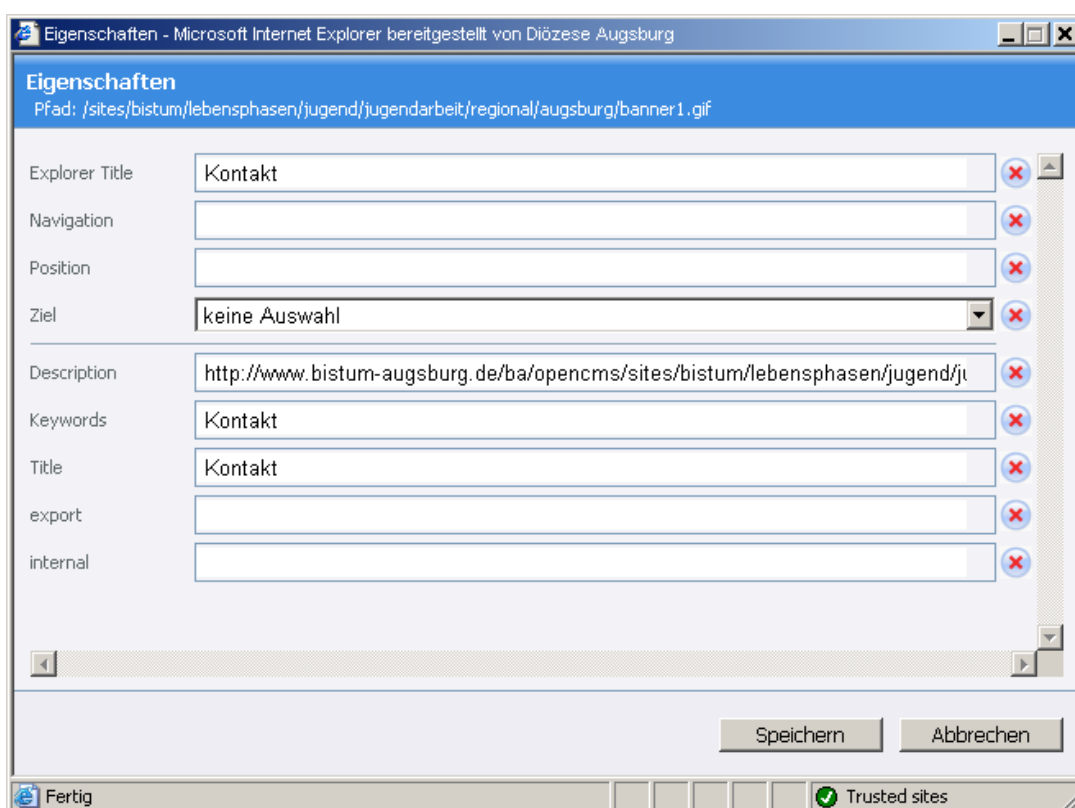 Eigenschaften - Microsoft Internet Explorer bereitgestellt von Diözese Augsburg
Eigenschaften
Pfad: /sites/bistum/lebensphasen/jugend/jugendarbeit/regional/augsburg/banner1.gif
Explorer Title Kontakt
Navigation
Position
Ziel keine Auswahl
Description http://www.bistum-augsburg.de/ba/opencms/sites/bistum/lebensphasen/jugend/ju
Keywords Kontakt
Title Kontakt
export
internal
Speichern Abbrechen
Fertig Trusted sites